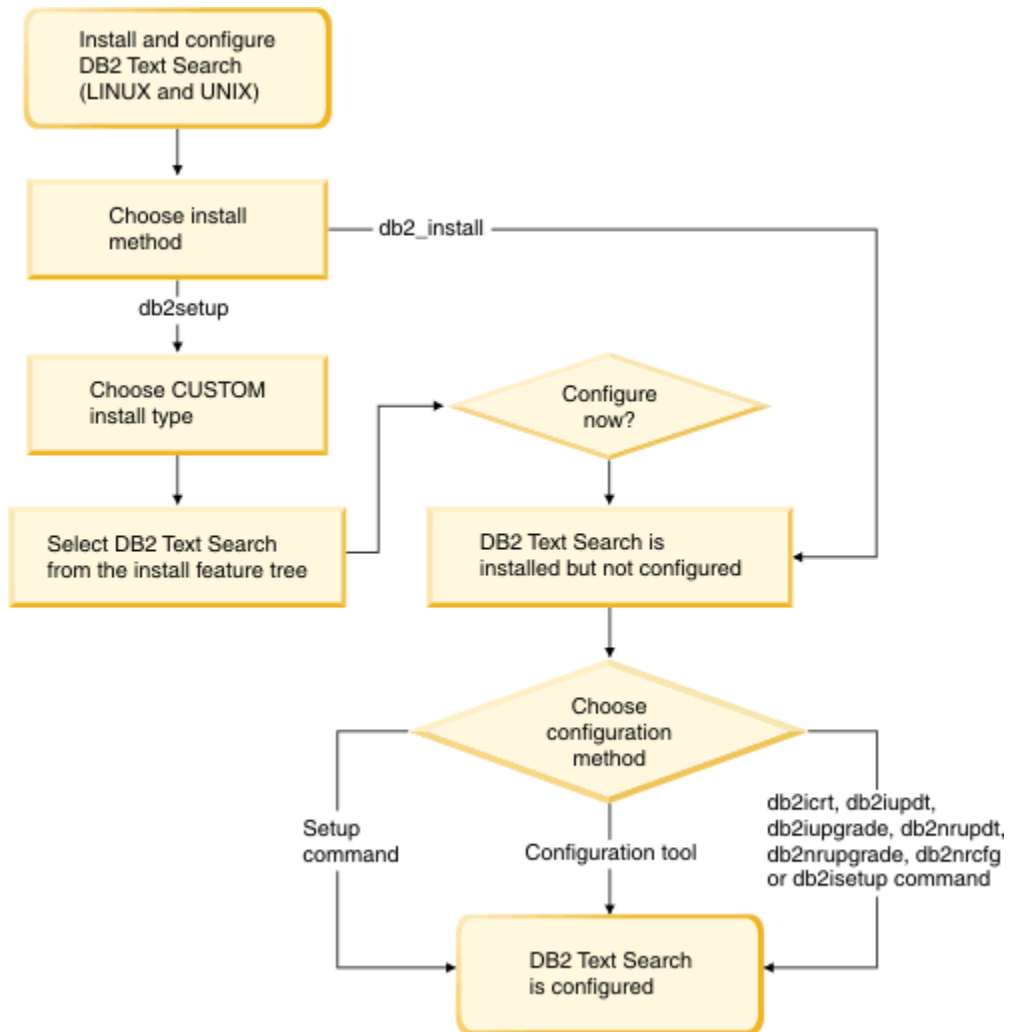 Install and configure
DB2 Text Search
(LINUX and UNIX)
Choose install
method
db2_install
db2setup
Choose CUSTOM
install type
Configure
now?
Select DB2 Text Search
from the install feature tree
DB2 Text Search is
installed but not configured
Choose
configuration
method
Setup
command
Configuration tool
db2icrt, db2iupdt,
db2iupgrade, db2nrupdt,
db2nrupgrade, db2nrcfg
or db2isetup command
DB2 Text Search
is configured